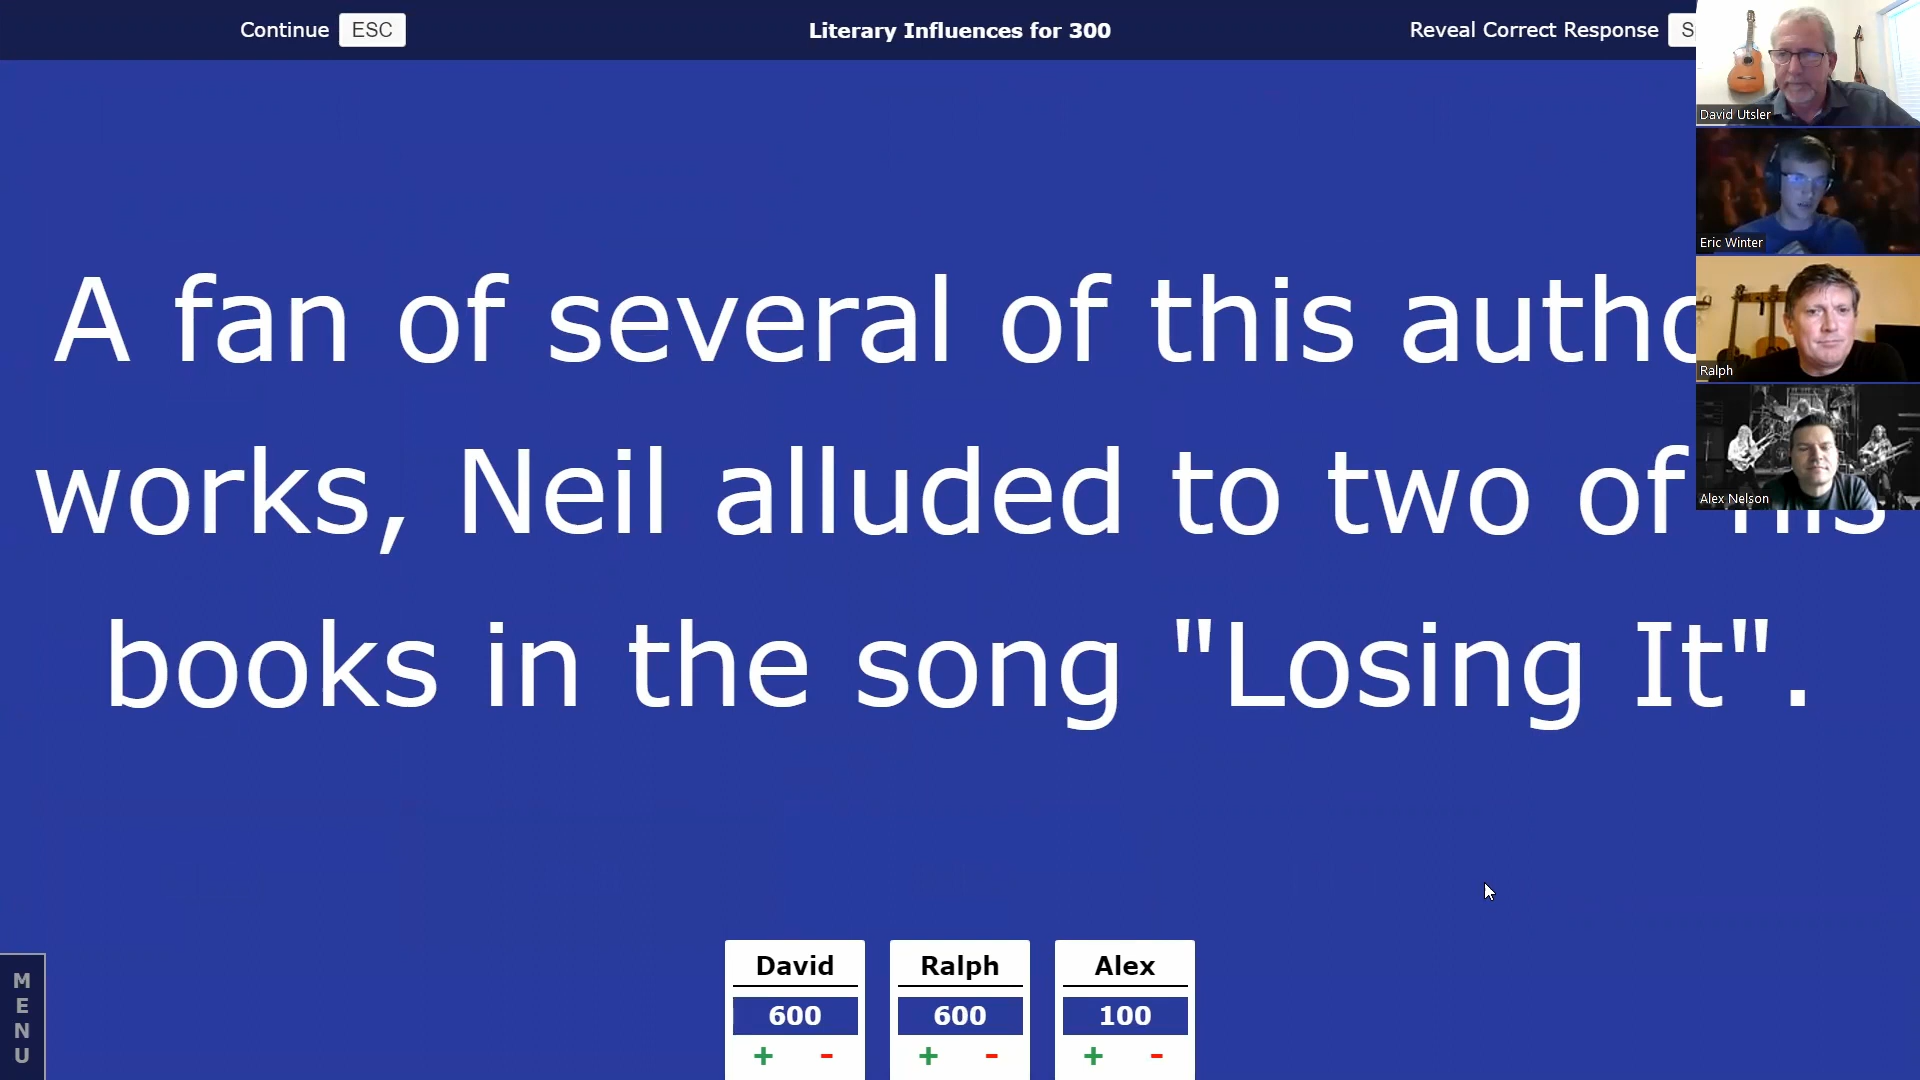 Continue ESC
Literary Influences for 300
Reveal Correct Response
David Utsler
Eric Winter
Ralph
Alex Nelson
A fan of several of this
works, Neil alluded to two of
books in the song "Losing It".
MENU
David Ralph Alex
600 600 100
+ - + - + -